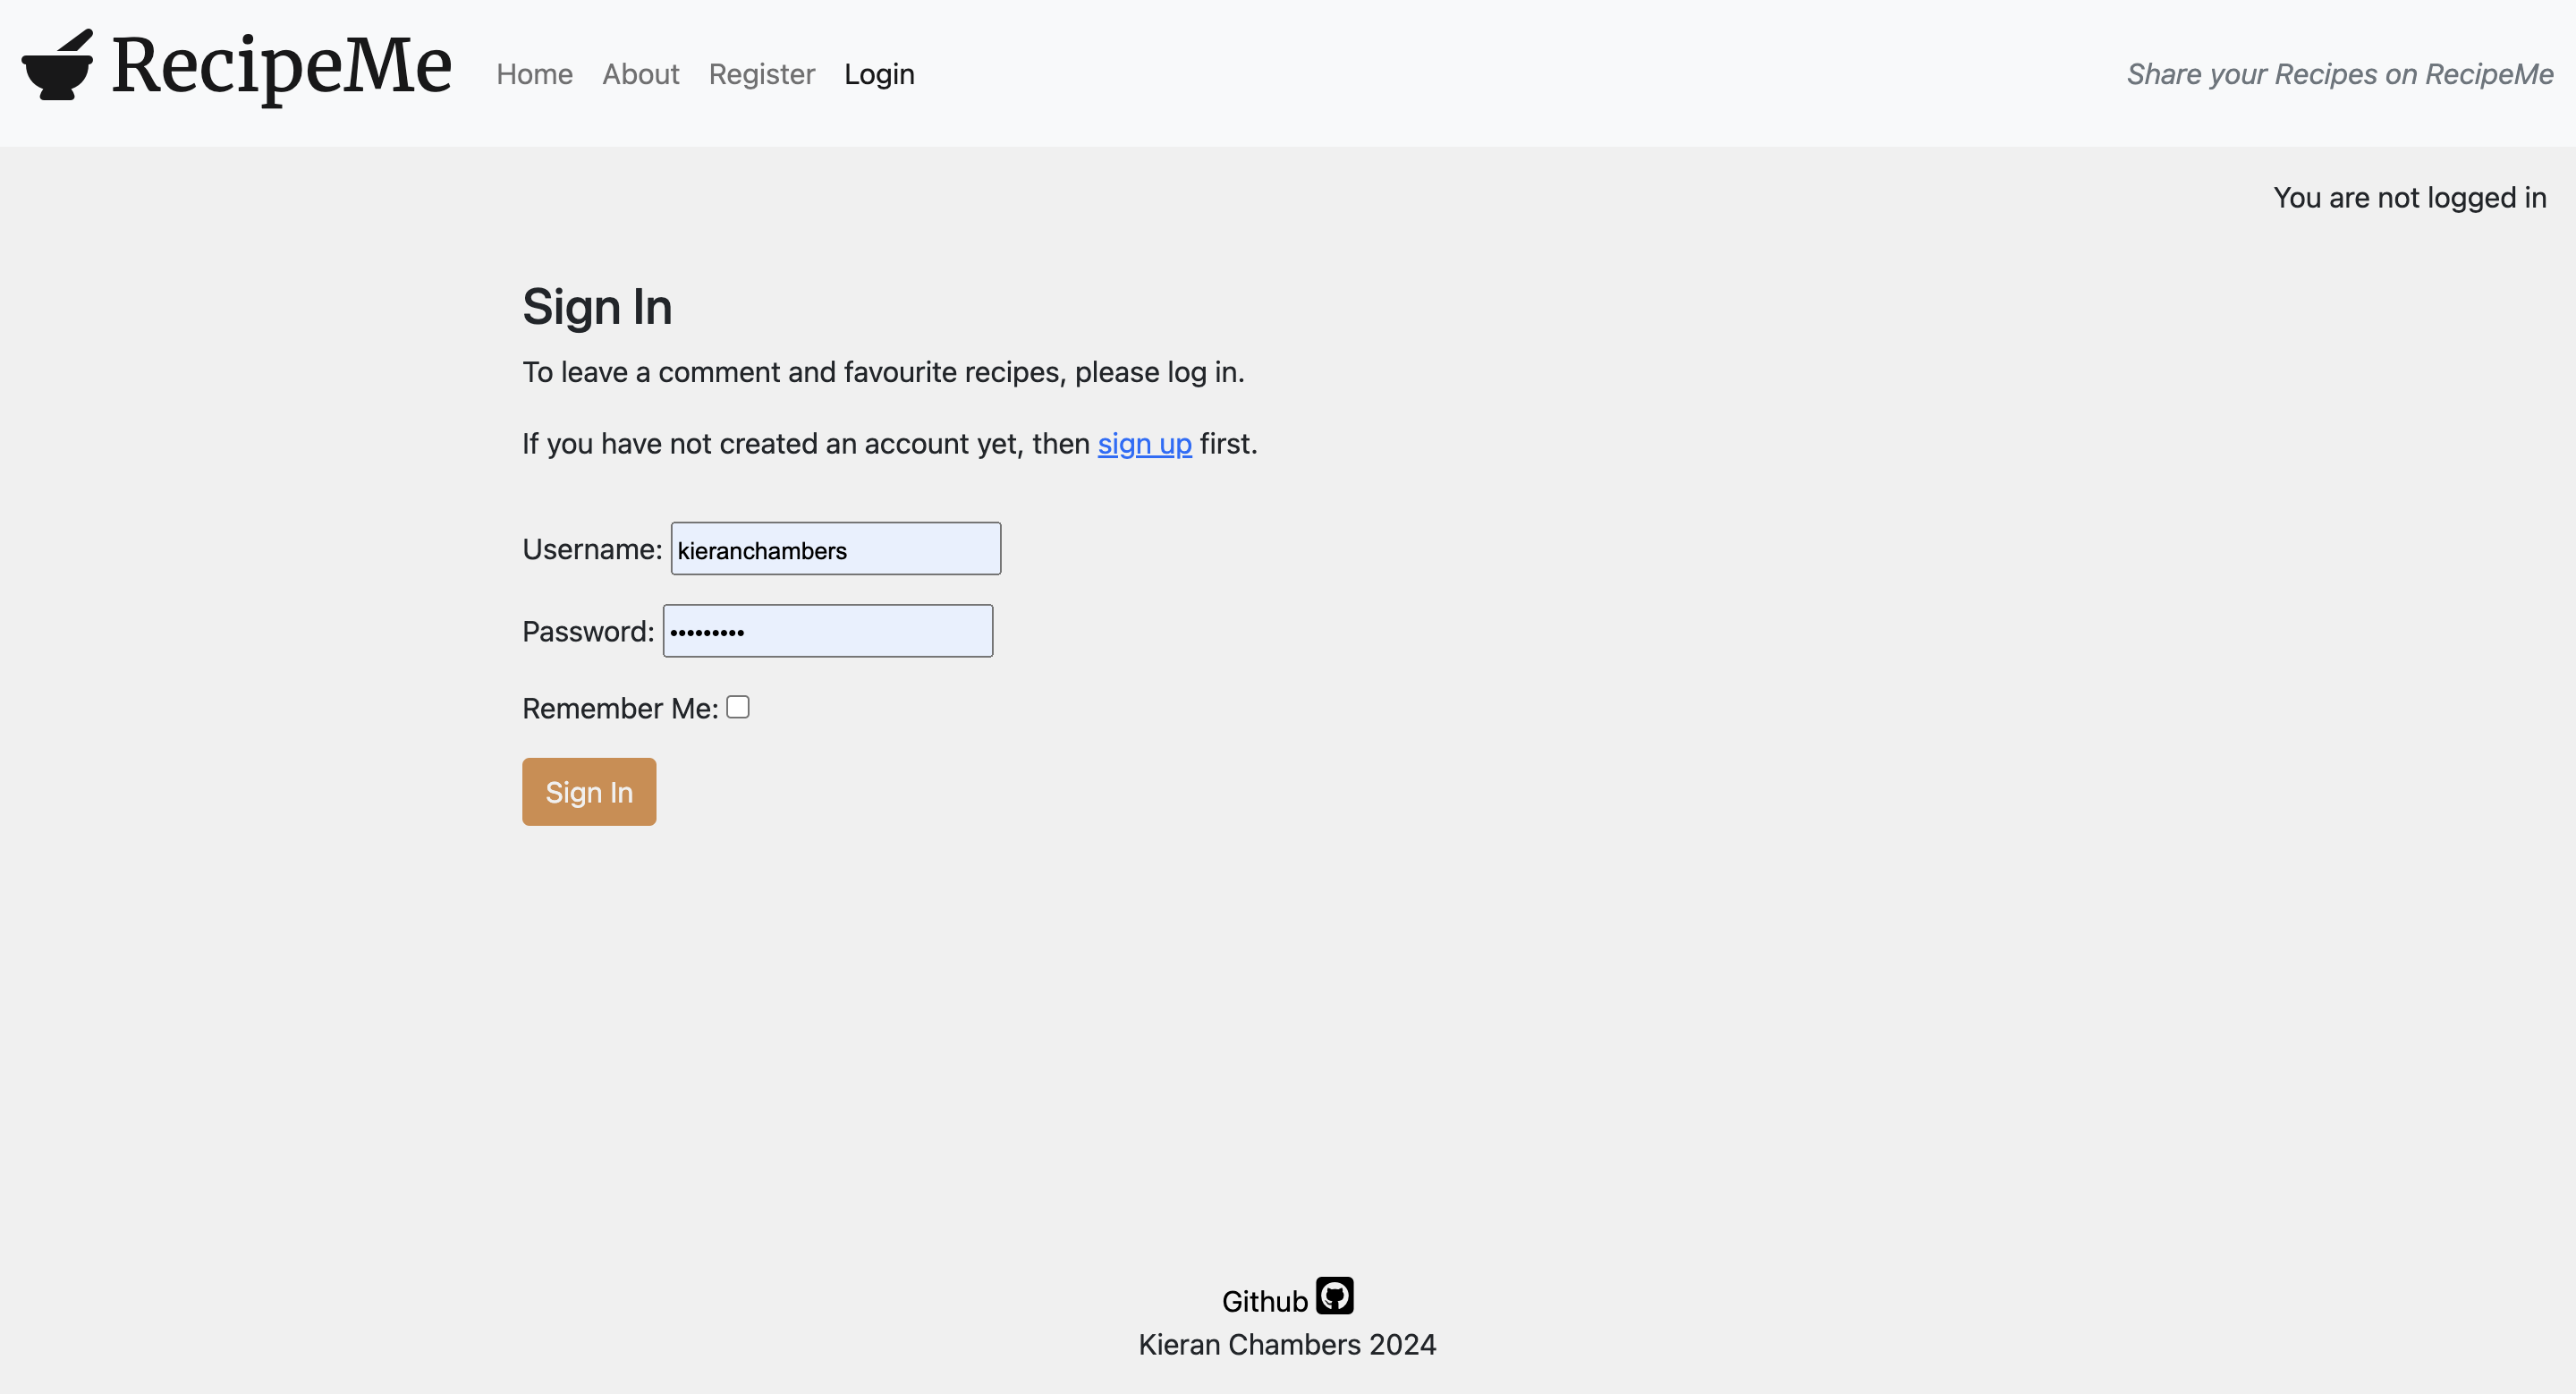 RecipeMe
Home About Register Login
Share your Recipes on RecipeMe
You are not logged in
Sign In
To leave a comment and favourite recipes, please log in.
If you have not created an account yet, then sign up first.
Username: kieranchambers
Password: •••••••••
Remember Me:
Sign In
Github
Kieran Chambers 2024